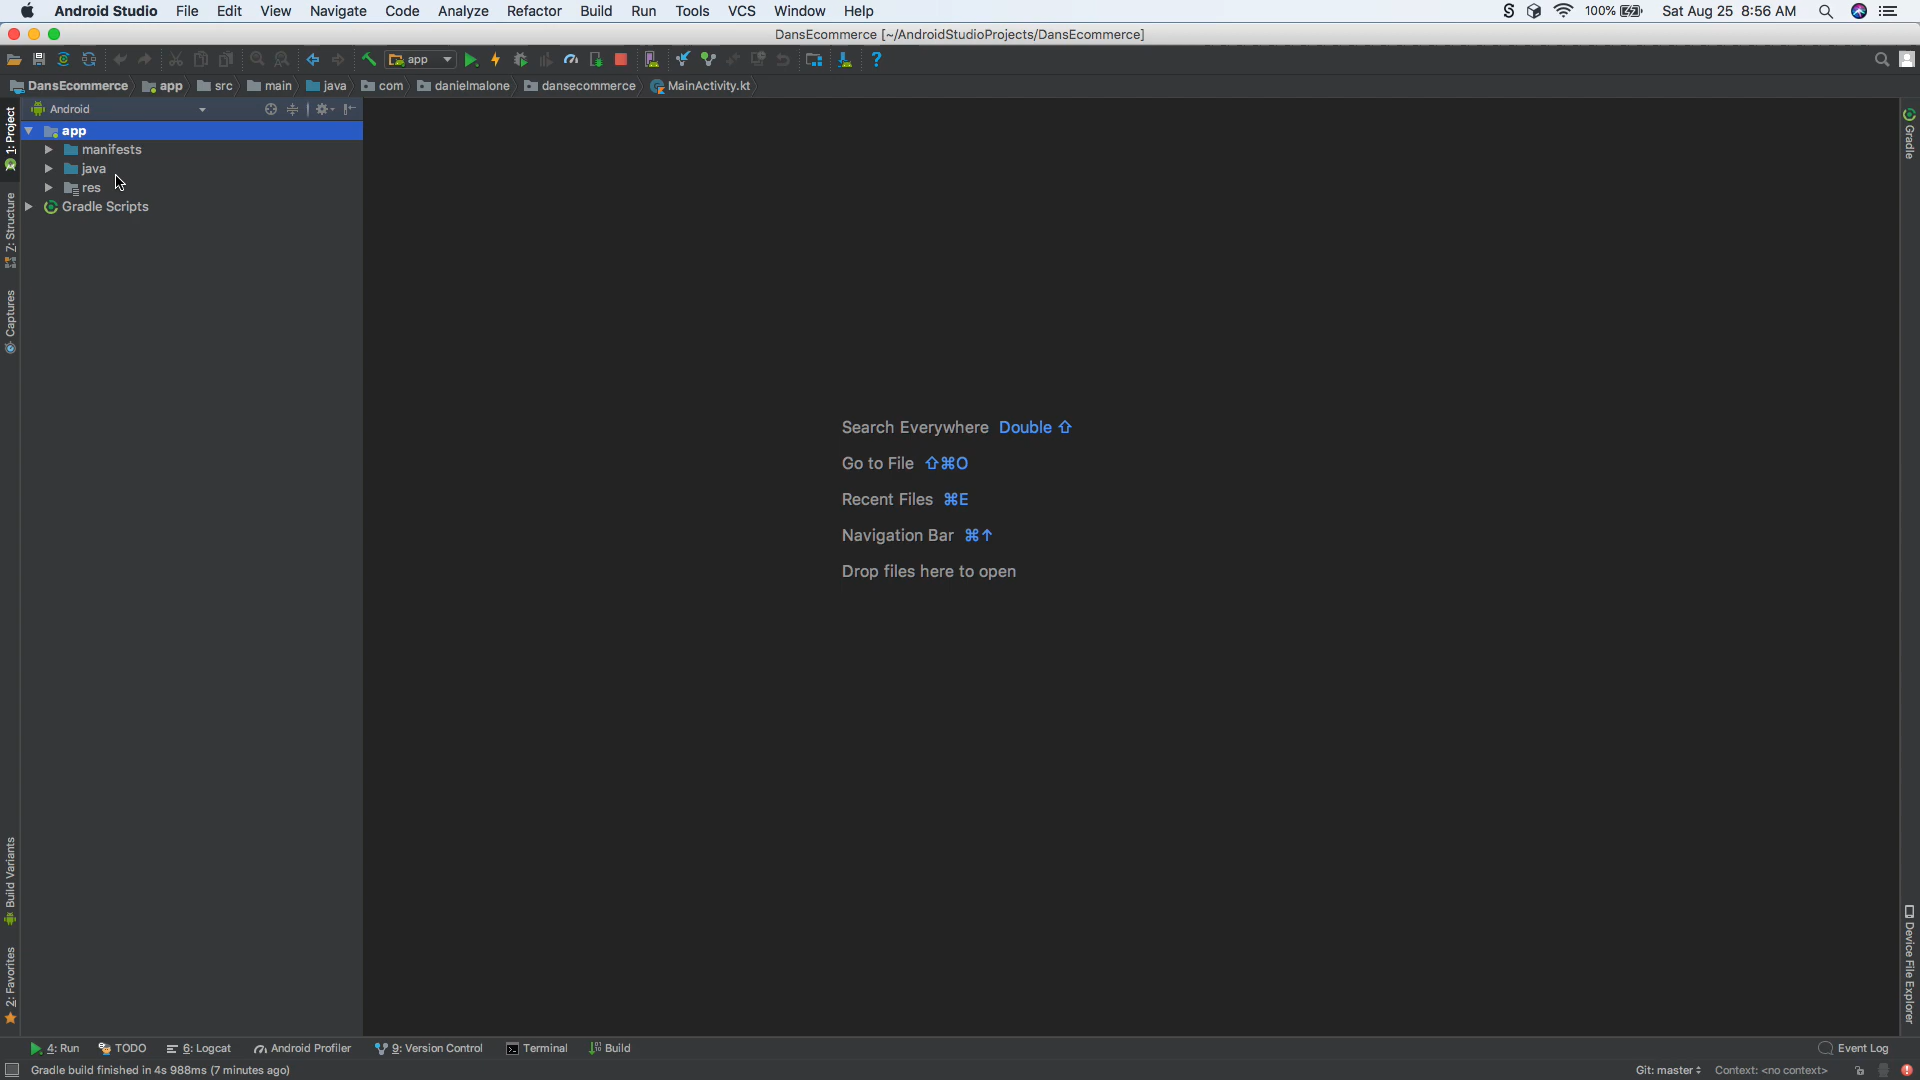 Android Studio File Edit View Navigate Code Analyze Refactor Build Run Tools VCS Window Help 100% Sat Aug 25 8:56 AM
DansEcommerce [~/AndroidStudioProjects/DansEcommerce]
app
DansEcommerce app src main java com danielmalone dansecommerce MainActivity.kt
Android
app
manifests
java
res
Gradle Scripts
1: Project
Z: Structure
Captures
Build Variants
2: Favorites
Search Everywhere Double ⇧
Go to File ⇧⌘O
Recent Files ⌘E
Navigation Bar ⌘↑
Drop files here to open
Gradle
Device File Explorer
4: Run TODO 6: Logcat Android Profiler 9: Version Control Terminal Build Event Log
Gradle build finished in 4s 988ms (7 minutes ago) Git: master Context: <no context>